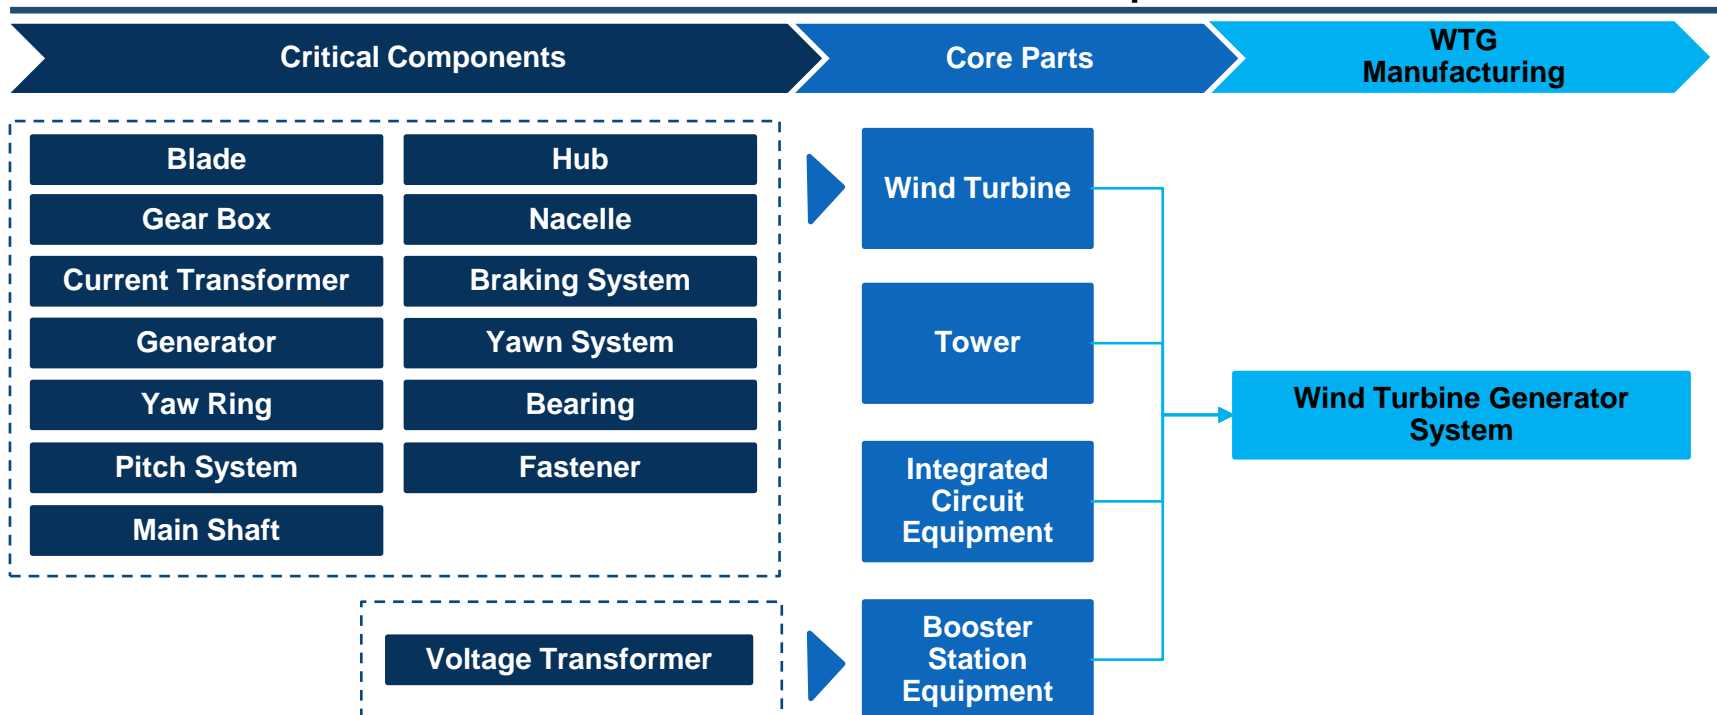 Critical Components
Core Parts
WTG
Manufacturing
Blade
Hub
Gear Box
Nacelle
Current Transformer
Braking System
Generator
Yawn System
Yaw Ring
Bearing
Pitch System
Fastener
Main Shaft
Voltage Transformer
Wind Turbine
Tower
Integrated
Circuit
Equipment
Booster
Station
Equipment
Wind Turbine Generator
System